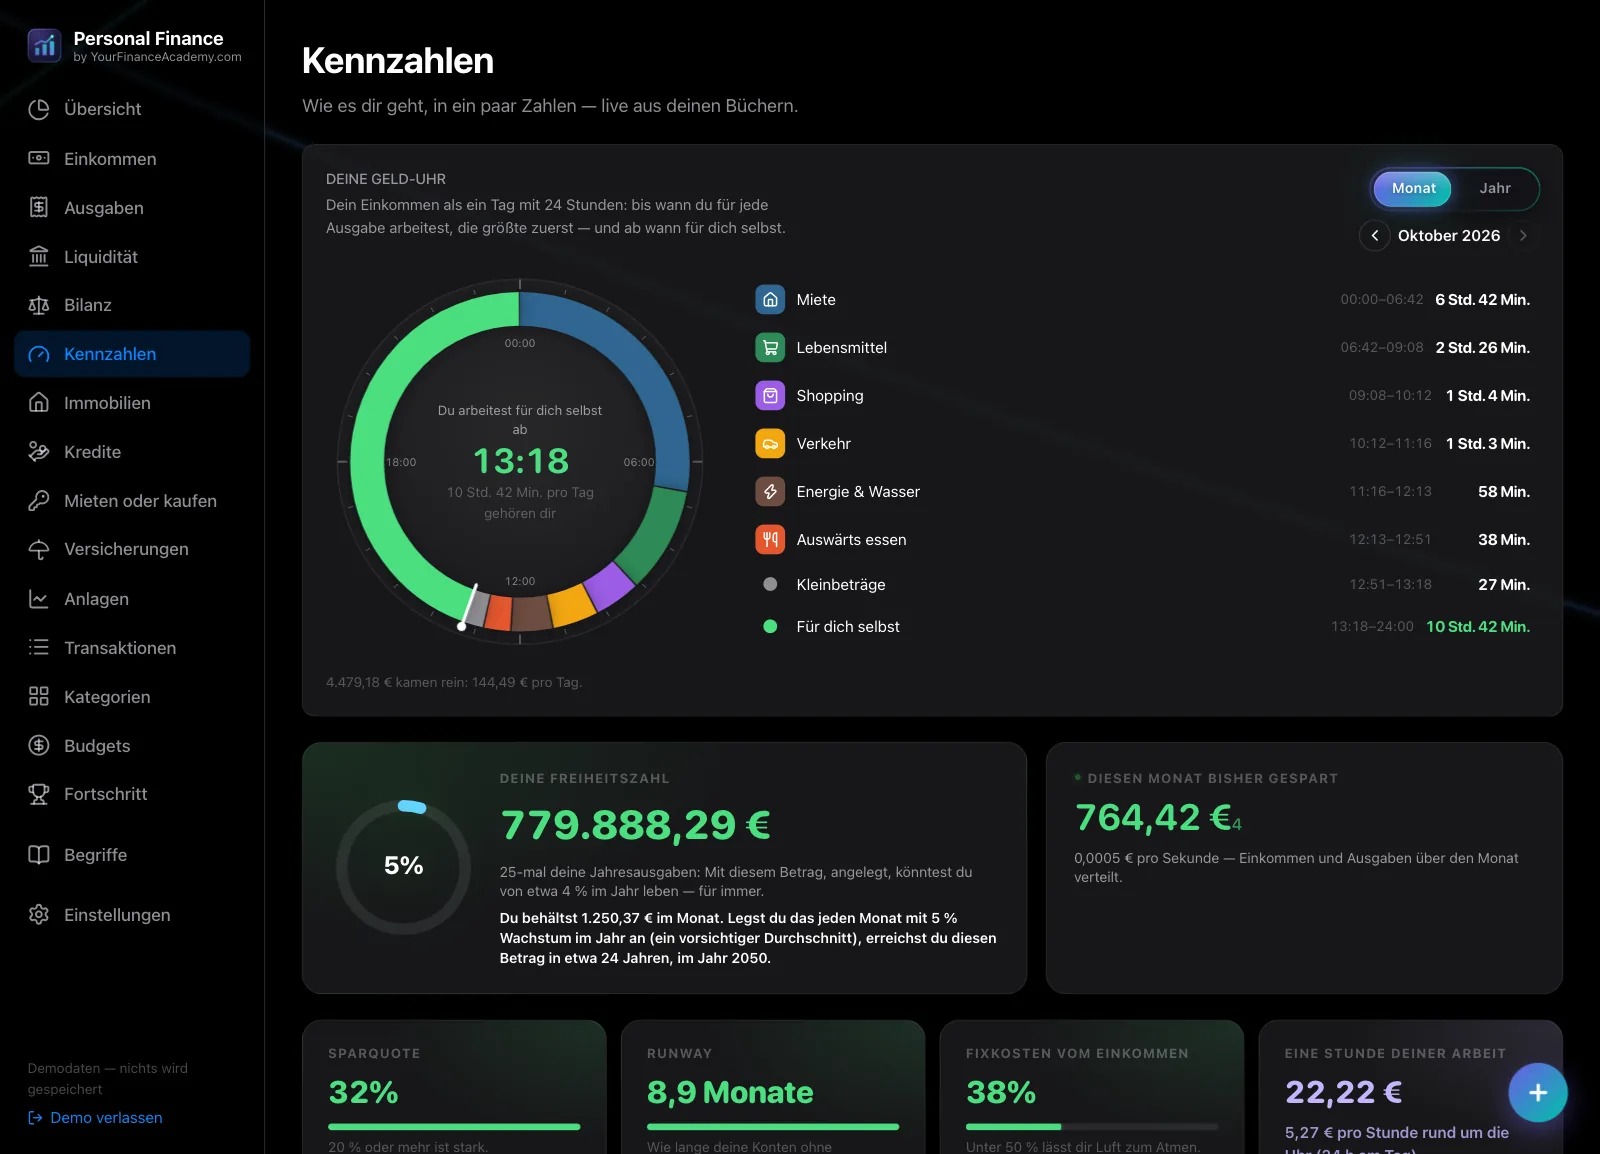 Personal Finance
by YourFinanceAcademy.com
Übersicht
Einkommen
Ausgaben
Liquidität
Bilanz
Kennzahlen
Immobilien
Kredite
Mieten oder kaufen
Versicherungen
Anlagen
Transaktionen
Kategorien
Budgets
Fortschritt
Begriffe
Einstellungen
Demodaten — nichts wird
gespeichert
Demo verlassen
Kennzahlen
Wie es dir geht, in ein paar Zahlen — live aus deinen Büchern.
DEINE GELD-UHR
Dein Einkommen als ein Tag mit 24 Stunden: bis wann du für jede
Ausgabe arbeitest, die größte zuerst — und ab wann für dich selbst.
Monat Jahr
Oktober 2026
00:00
Du arbeitest für dich selbst
ab
18:00 13:18 06:00
10 Std. 42 Min. pro Tag
gehören dir
12:00
Miete 00:00–06:42 6 Std. 42 Min.
Lebensmittel 06:42–09:08 2 Std. 26 Min.
Shopping 09:08–10:12 1 Std. 4 Min.
Verkehr 10:12–11:16 1 Std. 3 Min.
Energie & Wasser 11:16–12:13 58 Min.
Auswärts essen 12:13–12:51 38 Min.
Kleinbeträge 12:51–13:18 27 Min.
Für dich selbst 13:18–24:00 10 Std. 42 Min.
4.479,18 € kamen rein: 144,49 € pro Tag.
5%
DEINE FREIHEITSZAHL
779.888,29 €
25-mal deine Jahresausgaben: Mit diesem Betrag, angelegt, könntest du
von etwa 4 % im Jahr leben — für immer.
Du behältst 1.250,37 € im Monat. Legst du das jeden Monat mit 5 %
Wachstum im Jahr an (ein vorsichtiger Durchschnitt), erreichst du diesen
Betrag in etwa 24 Jahren, im Jahr 2050.
DIESEN MONAT BISHER GESPART
764,42 €4
0,0005 € pro Sekunde — Einkommen und Ausgaben über den Monat
verteilt.
SPARQUOTE
32%
20 % oder mehr ist stark.
RUNWAY
8,9 Monate
Wie lange deine Konten ohne
FIXKOSTEN VOM EINKOMMEN
38%
Unter 50 % lässt dir Luft zum Atmen.
EINE STUNDE DEINER ARBEIT
22,22 €
5,27 € pro Stunde rund um die
Uhr (24 h am Tag)